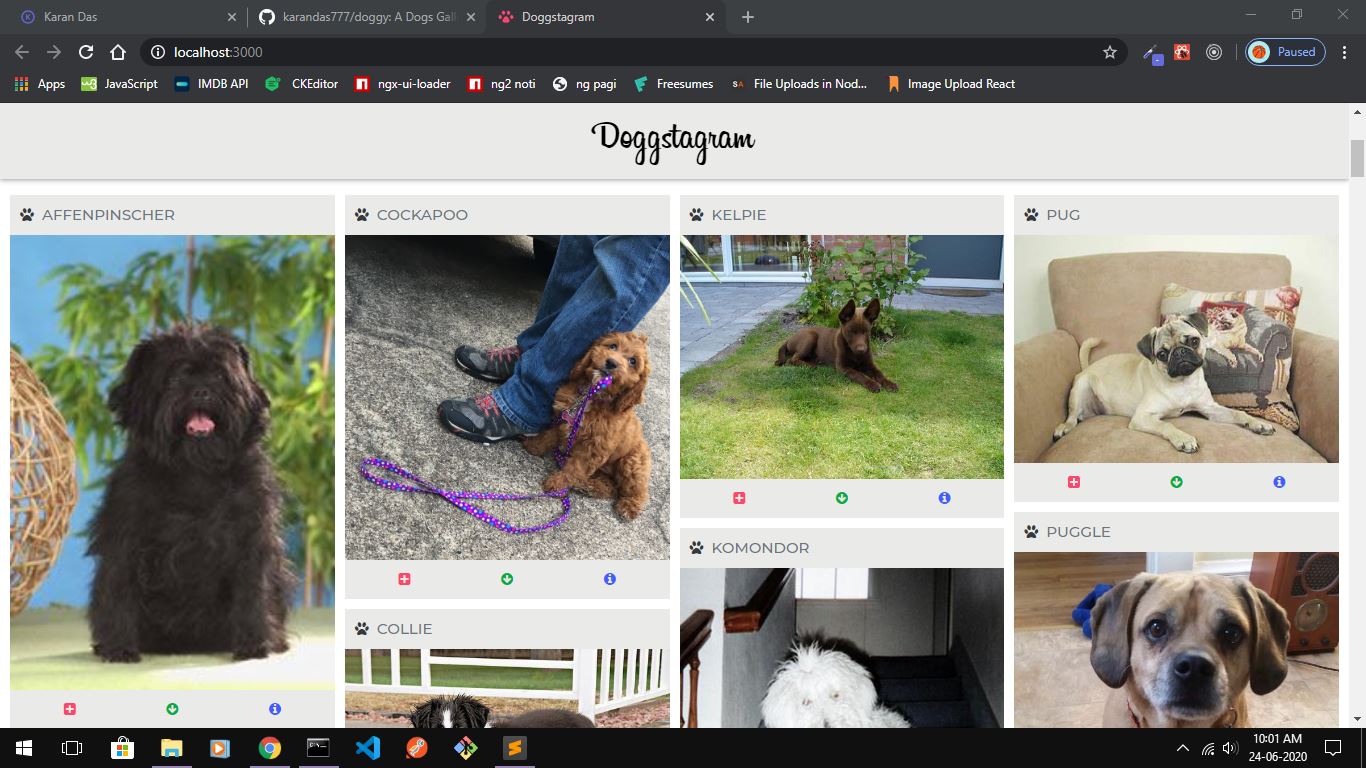 Karan Das
karandas777/doggy: A Dogs Gall
Doggstagram
localhost:3000
Paused
Apps
JavaScript
IMDB API
CKEditor
ngx-ui-loader
ng2 noti
ng pagi
Freesumes
File Uploads in Nod...
Image Upload React
Doggstagram
AFFENPINSCHER
COCKAPOO
KELPIE
PUG
KOMONDOR
PUGGLE
COLLIE
10:01 AM
24-06-2020